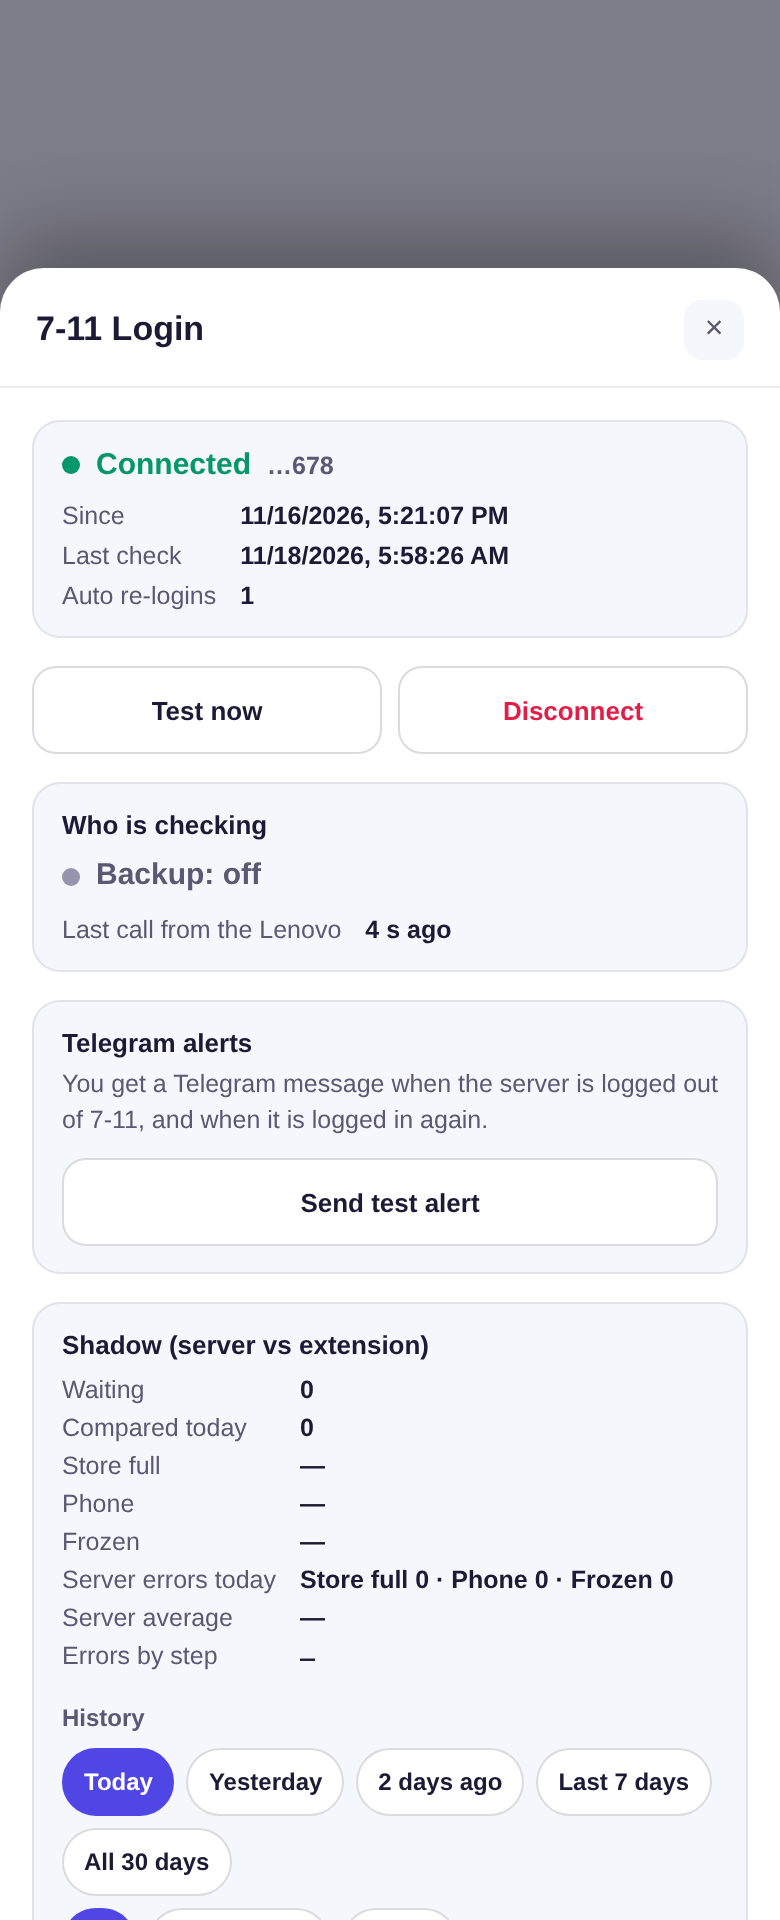 7-11 Login
×
Connected ...678
Since 11/16/2026, 5:21:07 PM
Last check 11/18/2026, 5:58:26 AM
Auto re-logins 1
Test now
Disconnect
Who is checking
Backup: off
Last call from the Lenovo 4 s ago
Telegram alerts
You get a Telegram message when the server is logged out
of 7-11, and when it is logged in again.
Send test alert
Shadow (server vs extension)
Waiting 0
Compared today 0
Store full —
Phone —
Frozen —
Server errors today Store full 0 · Phone 0 · Frozen 0
Server average —
Errors by step –
History
Today Yesterday 2 days ago Last 7 days
All 30 days